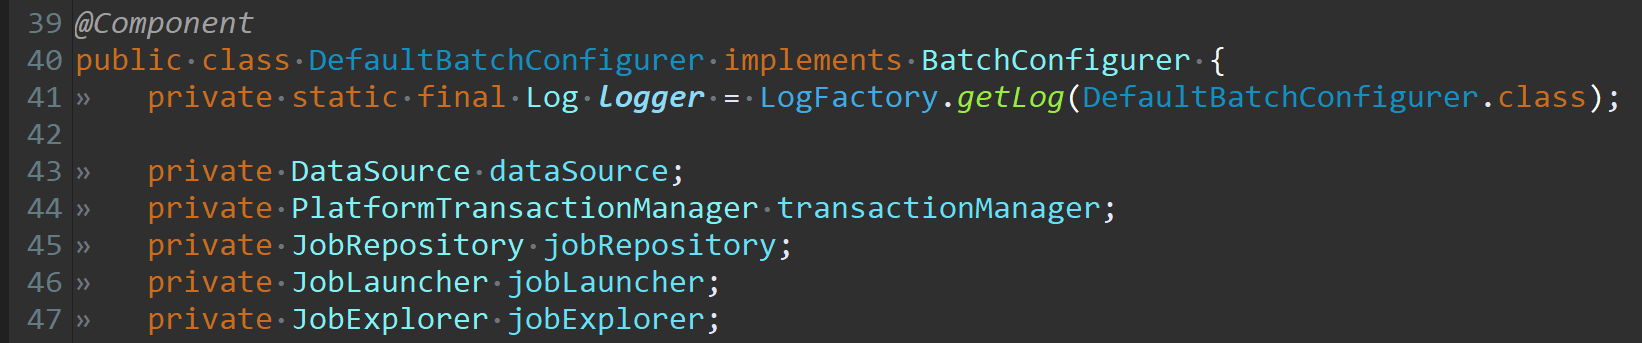 39 @Component
40 public class DefaultBatchConfigurer implements BatchConfigurer {
41 » private static final Log logger = LogFactory.getLog(DefaultBatchConfigurer.class);
42
43 » private DataSource dataSource;
44 » private PlatformTransactionManager transactionManager;
45 » private JobRepository jobRepository;
46 » private JobLauncher jobLauncher;
47 » private JobExplorer jobExplorer;